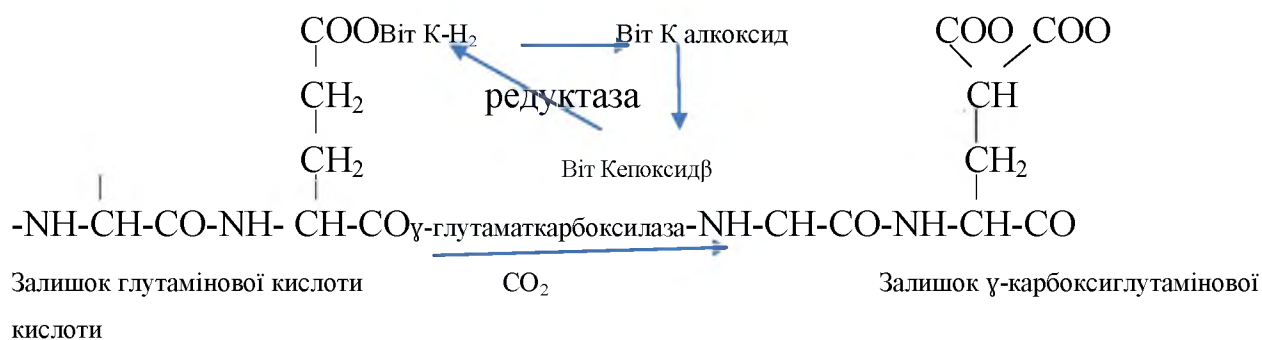 COOВіт К-Н₂ Віт К алкоксид COO COO
CH₂ редуктаза CH
CH₂ Віт Кепоксидβ CH₂
-NH-CH-CO-NH- CH-COγ-глутаматкарбоксилаза-NH-CH-CO-NH-CH-CO
Залишок глутамінової кислоти CO₂ Залишок γ-карбоксиглутамінової
кислоти